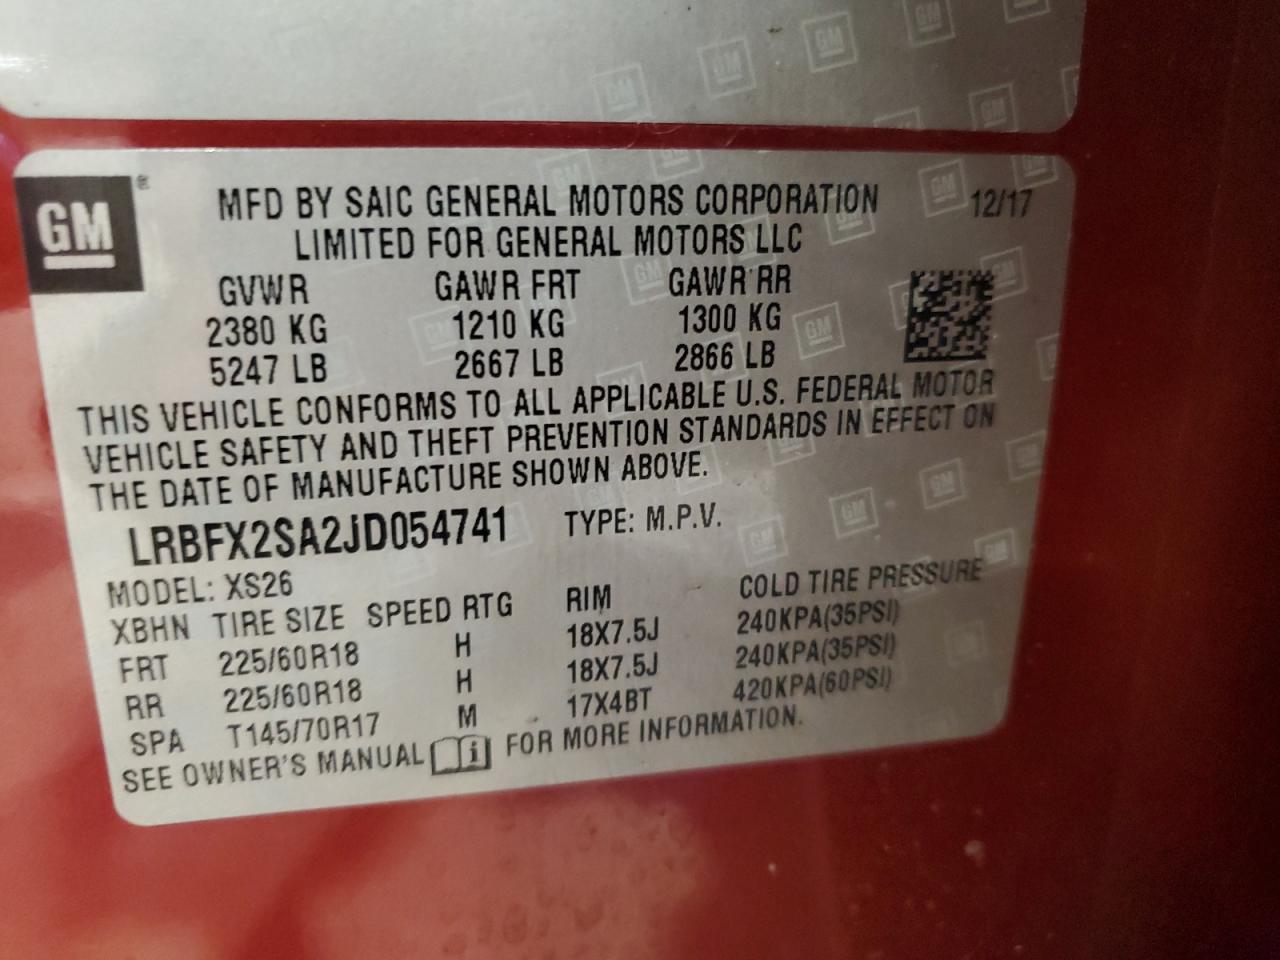 GM ®
MFD BY SAIC GENERAL MOTORS CORPORATION 12/17
LIMITED FOR GENERAL MOTORS LLC
GVWR GAWR FRT GAWR RR
2380 KG 1210 KG 1300 KG
5247 LB 2667 LB 2866 LB
THIS VEHICLE CONFORMS TO ALL APPLICABLE U.S. FEDERAL MOTOR
VEHICLE SAFETY AND THEFT PREVENTION STANDARDS IN EFFECT ON
THE DATE OF MANUFACTURE SHOWN ABOVE.
LRBFX2SA2JD054741 TYPE: M.P.V.
MODEL: XS26
XBHN TIRE SIZE SPEED RTG RIM COLD TIRE PRESSURE
FRT 225/60R18 H 18X7.5J 240KPA(35PSI)
RR 225/60R18 H 18X7.5J 240KPA(35PSI)
SPA T145/70R17 M 17X4BT 420KPA(60PSI)
SEE OWNER'S MANUAL i FOR MORE INFORMATION.